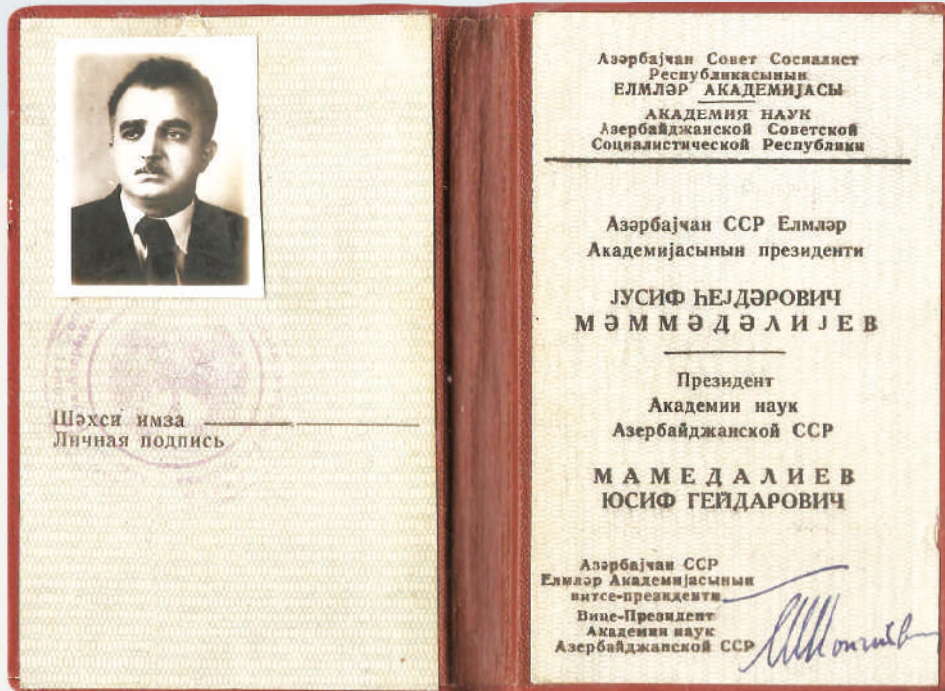 Шәхси имза
Личная подпись
Азәрбајҹан Совет Сосиалист
Республикасынын
ЕЛМЛӘР АКАДЕМИЈАСЫ
АКАДЕМИЯ НАУК
Азербайджанской Советской
Социалистической Республики
Азәрбајҹан ССР Елмләр
Академијасынын президенти
ЈУСИФ ҺЕЈДӘРОВИЧ
МӘММӘДӘЛИЈЕВ
Президент
Академии наук
Азербайджанской ССР
МАМЕДАЛИЕВ
ЮСИФ ГЕЙДАРОВИЧ
Азәрбајҹан ССР
Елмләр Академијасынын
витсе-президенти
Вице-Президент
Академии наук
Азербайджанской ССР